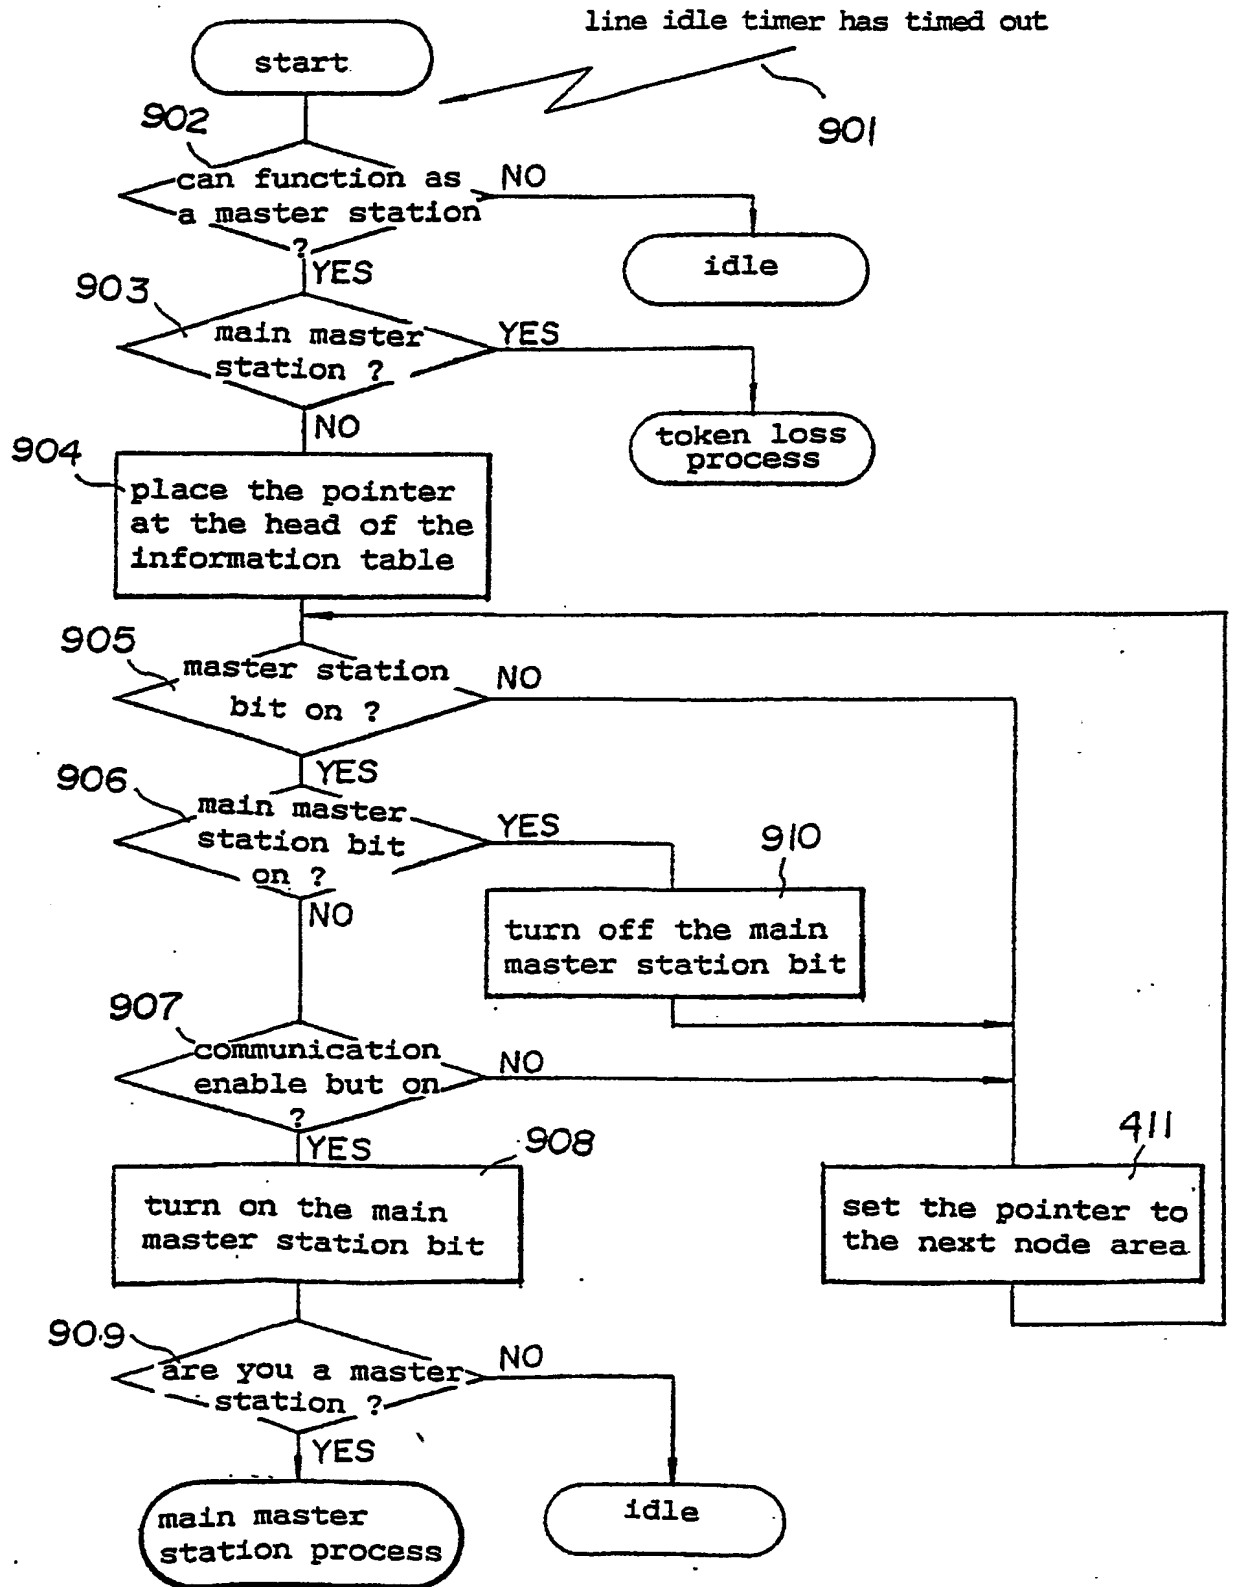 line idle timer has timed out
start
901
902
can function as
a master station
?
NO
YES
idle
903
main master
station ?
YES
NO
token loss
process
904
place the pointer
at the head of the
information table
905
master station
bit on ?
NO
YES
906
main master
station bit
on ?
YES
NO
910
turn off the main
master station bit
907
communication
enable but on
?
NO
YES
908
turn on the main
master station bit
411
set the pointer to
the next node area
909
are you a master
station ?
NO
YES
main master
station process
idle